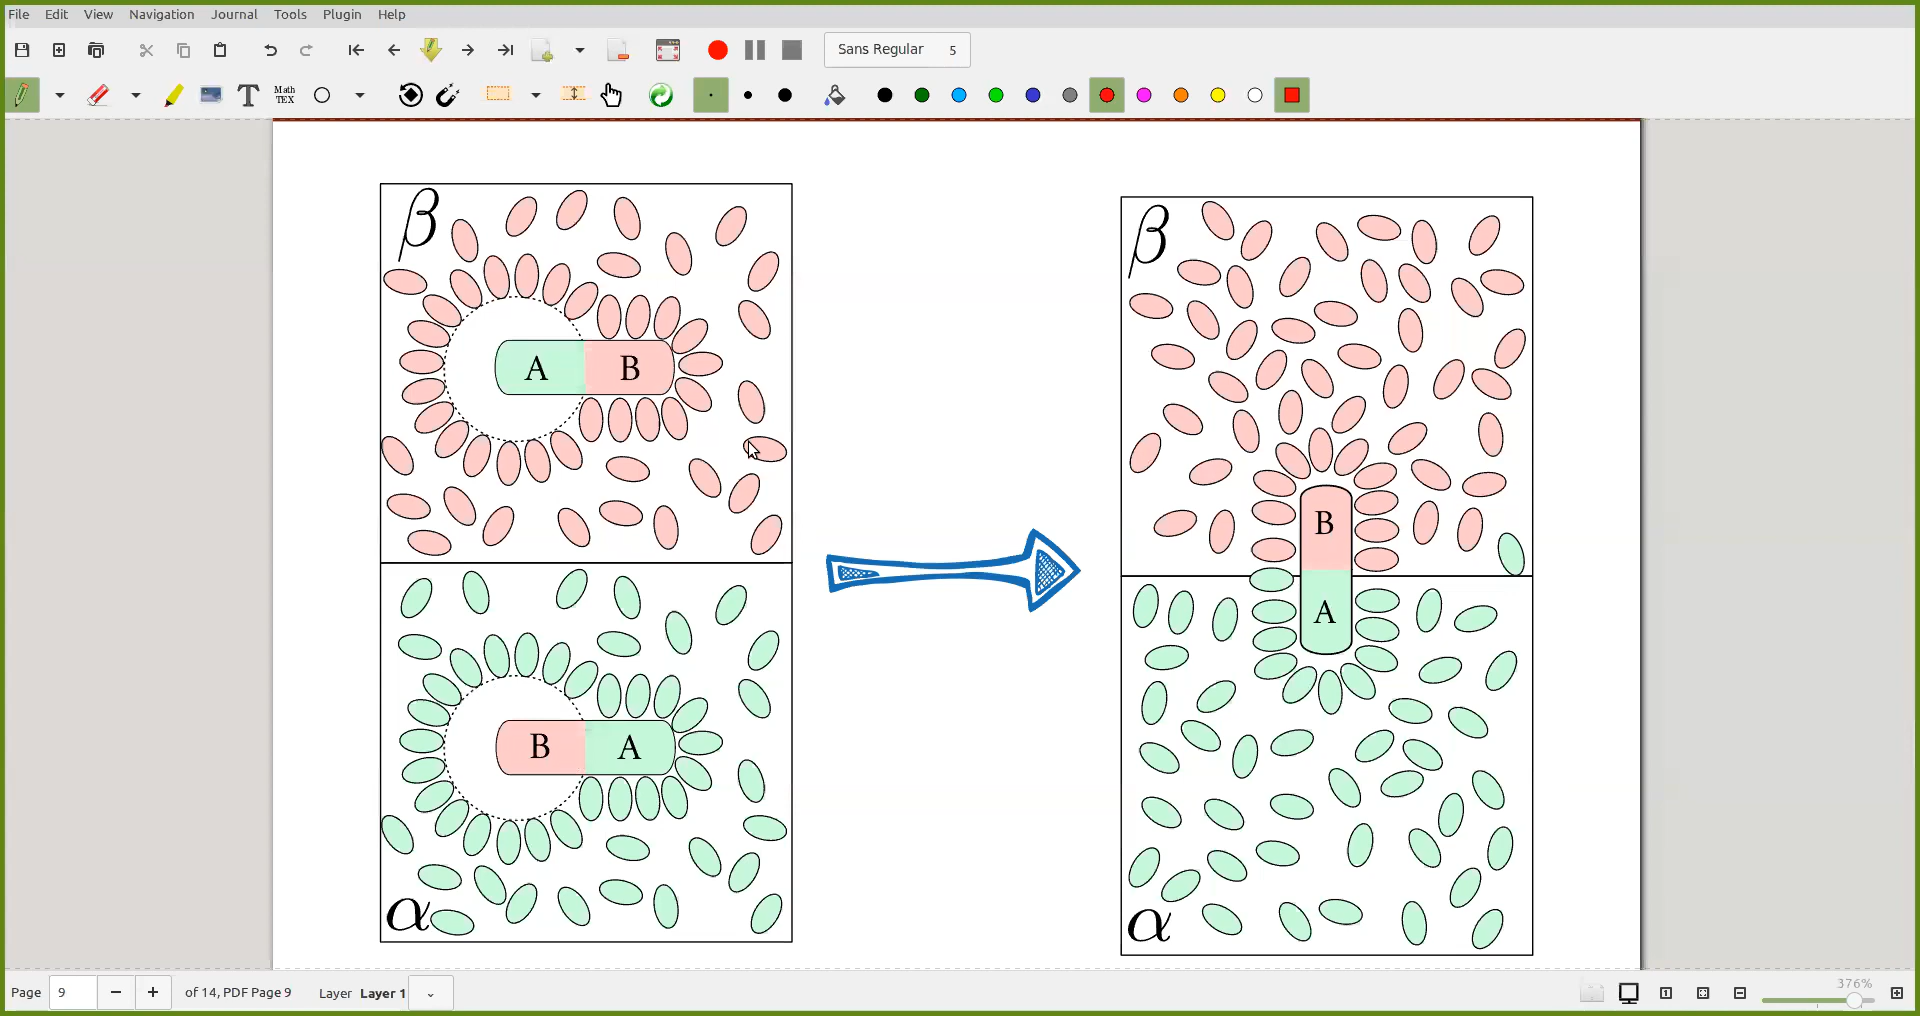 File Edit View Navigation Journal Tools Plugin Help
Sans Regular 5
T Math TEX
β
A B
B A
α
β
B
A
α
Page 9 of 14, PDF Page 9 Layer Layer 1
376%